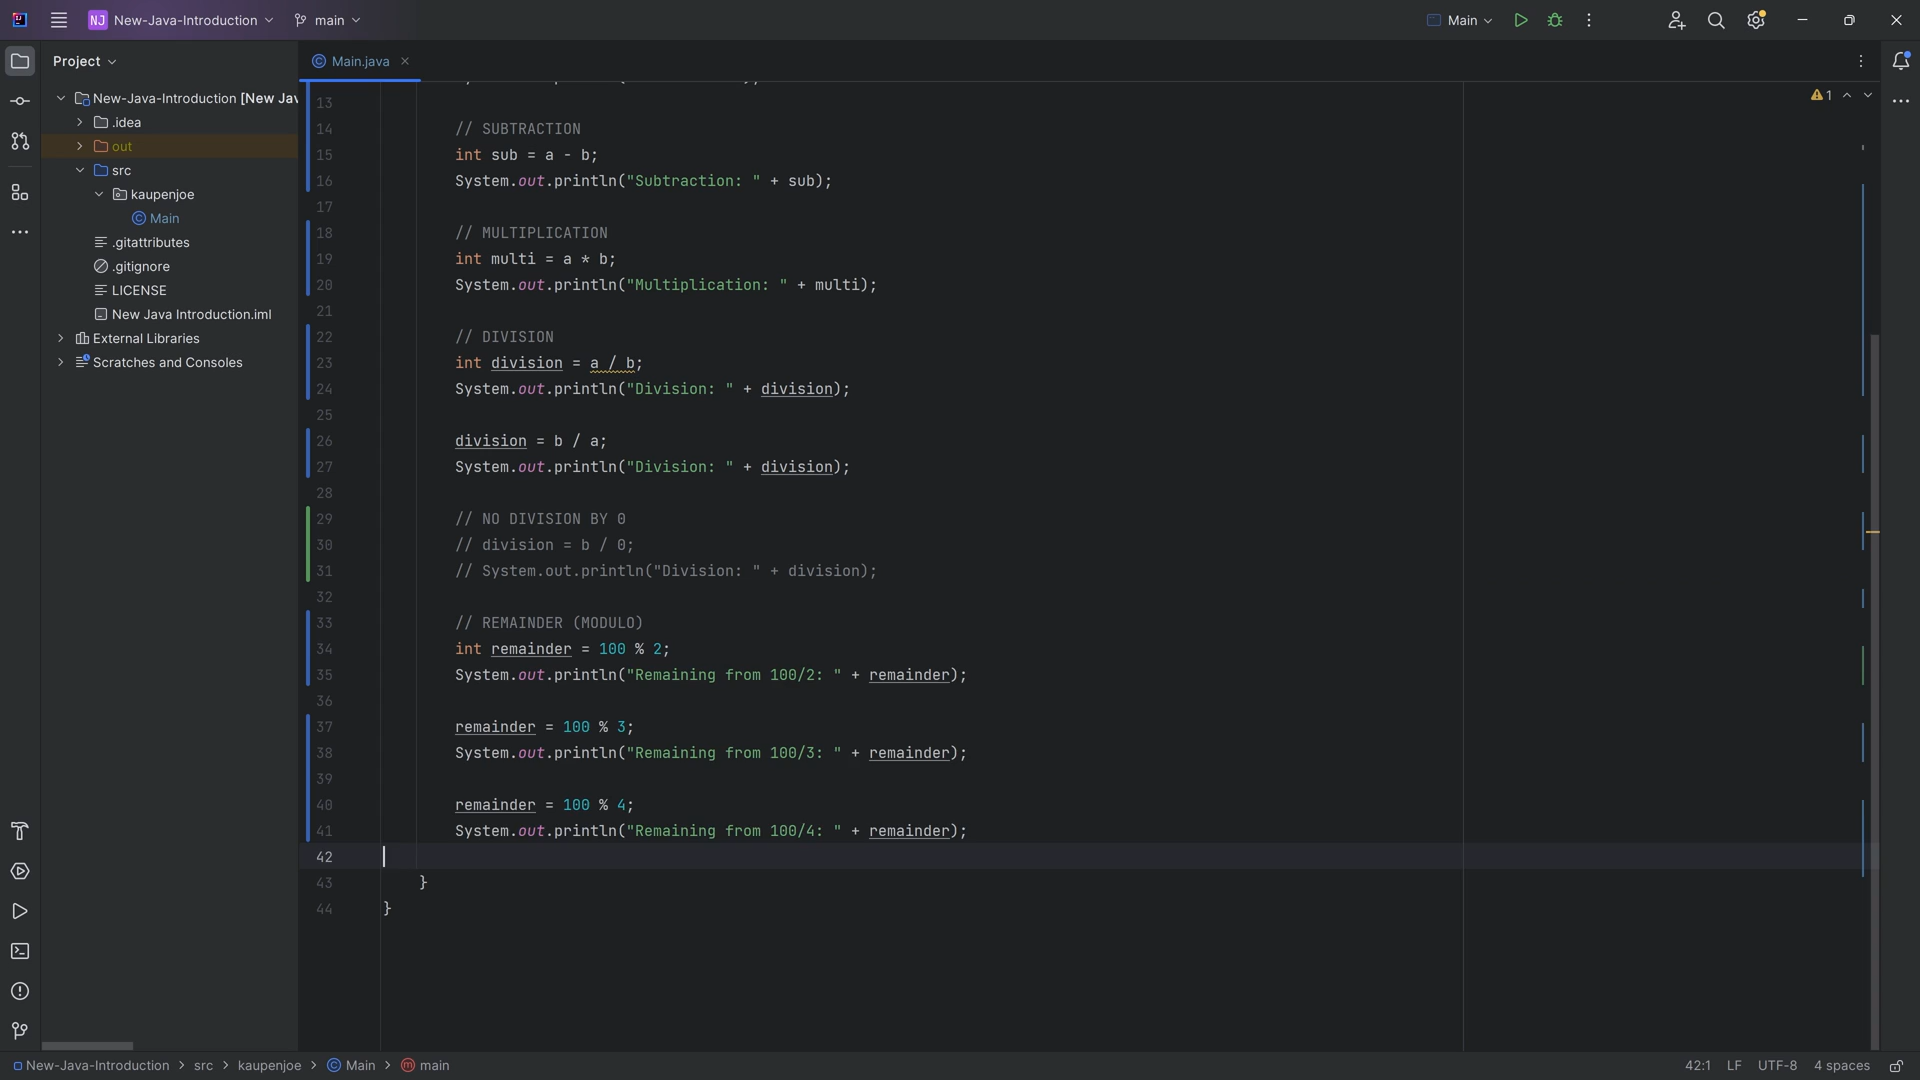 NJ New-Java-Introduction main Main
Project
Main.java
New-Java-Introduction [New Jav
.idea
out
src
kaupenjoe
Main
.gitattributes
.gitignore
LICENSE
New Java Introduction.iml
External Libraries
Scratches and Consoles
1
13
14 // SUBTRACTION
15 int sub = a - b;
16 System.out.println("Subtraction: " + sub);
17
18 // MULTIPLICATION
19 int multi = a * b;
20 System.out.println("Multiplication: " + multi);
21
22 // DIVISION
23 int division = a / b;
24 System.out.println("Division: " + division);
25
26 division = b / a;
27 System.out.println("Division: " + division);
28
29 // NO DIVISION BY 0
30 // division = b / 0;
31 // System.out.println("Division: " + division);
32
33 // REMAINDER (MODULO)
34 int remainder = 100 % 2;
35 System.out.println("Remaining from 100/2: " + remainder);
36
37 remainder = 100 % 3;
38 System.out.println("Remaining from 100/3: " + remainder);
39
40 remainder = 100 % 4;
41 System.out.println("Remaining from 100/4: " + remainder);
42
43 }
44 }
New-Java-Introduction > src > kaupenjoe > Main > main 42:1 LF UTF-8 4 spaces